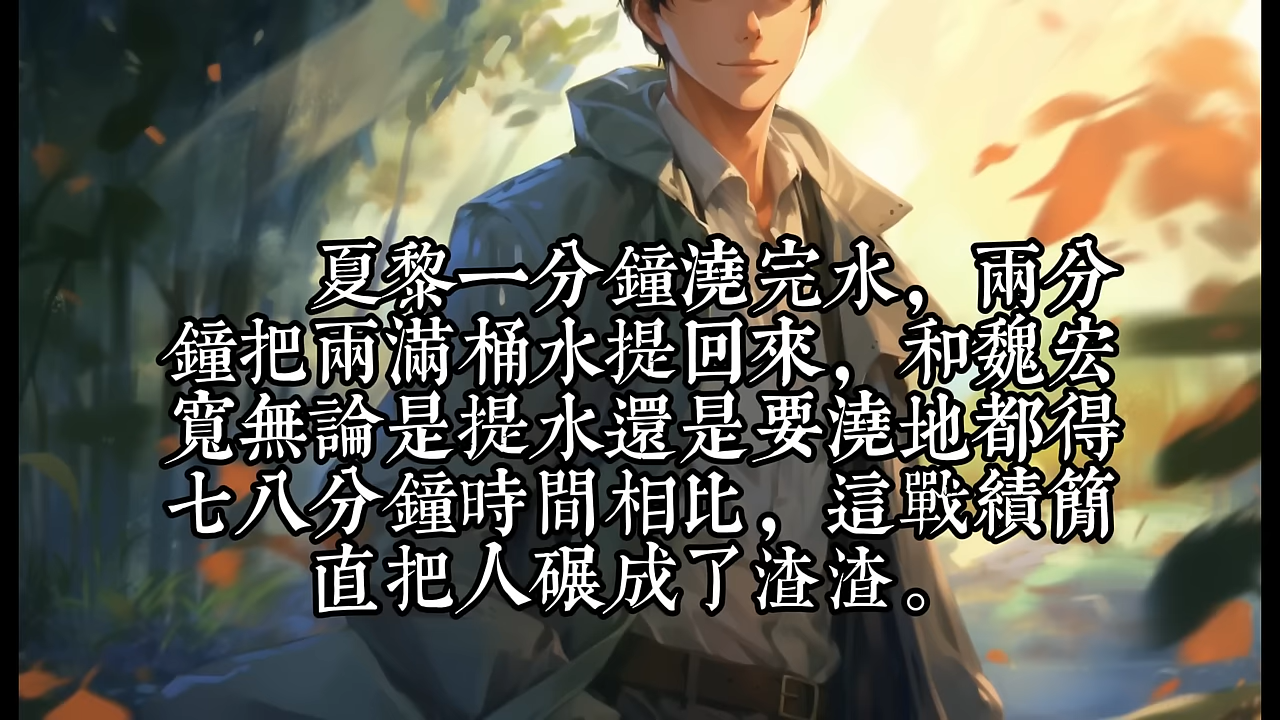 夏黎一分鐘澆完水，兩分
鐘把兩滿桶水提回來，和魏宏
寬無論是提水還是要澆地都得
七八分鐘時間相比，這戰績簡
直把人碾成了渣渣。